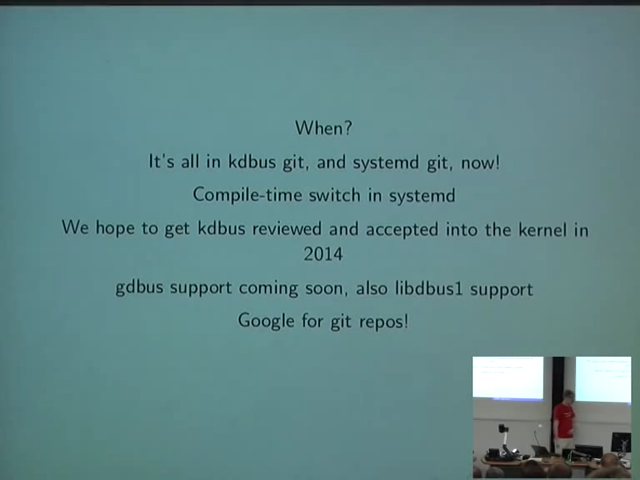 When?
It's all in kdbus git, and systemd git, now!
Compile-time switch in systemd
We hope to get kdbus reviewed and accepted into the kernel in
2014
gdbus support coming soon, also libdbus1 support
Google for git repos!